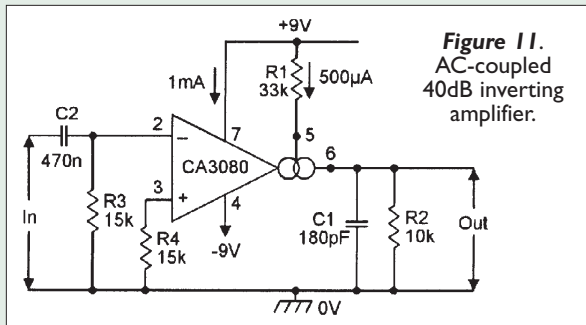 +9V
Figure 11.
AC-coupled
40dB inverting
amplifier.
1mA
R1
33k
500µA
C2
470n
2
7
5
6
–
CA3080
3
+
4
In
R3
15k
R4
15k
-9V
C1
180pF
R2
10k
Out
0V